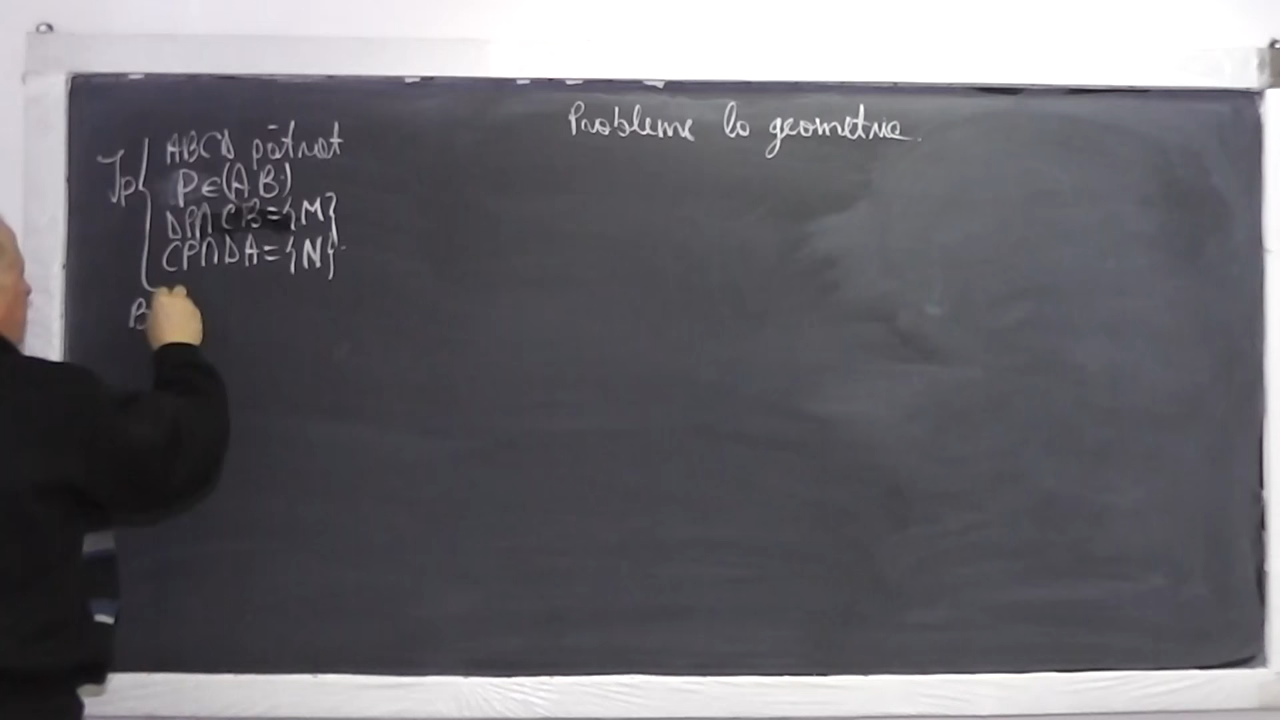 Probleme la geometrie.
Ip { ABCD pătrat
P∈(AB)
DP∩CB={M}
CP∩DA={N}.
B